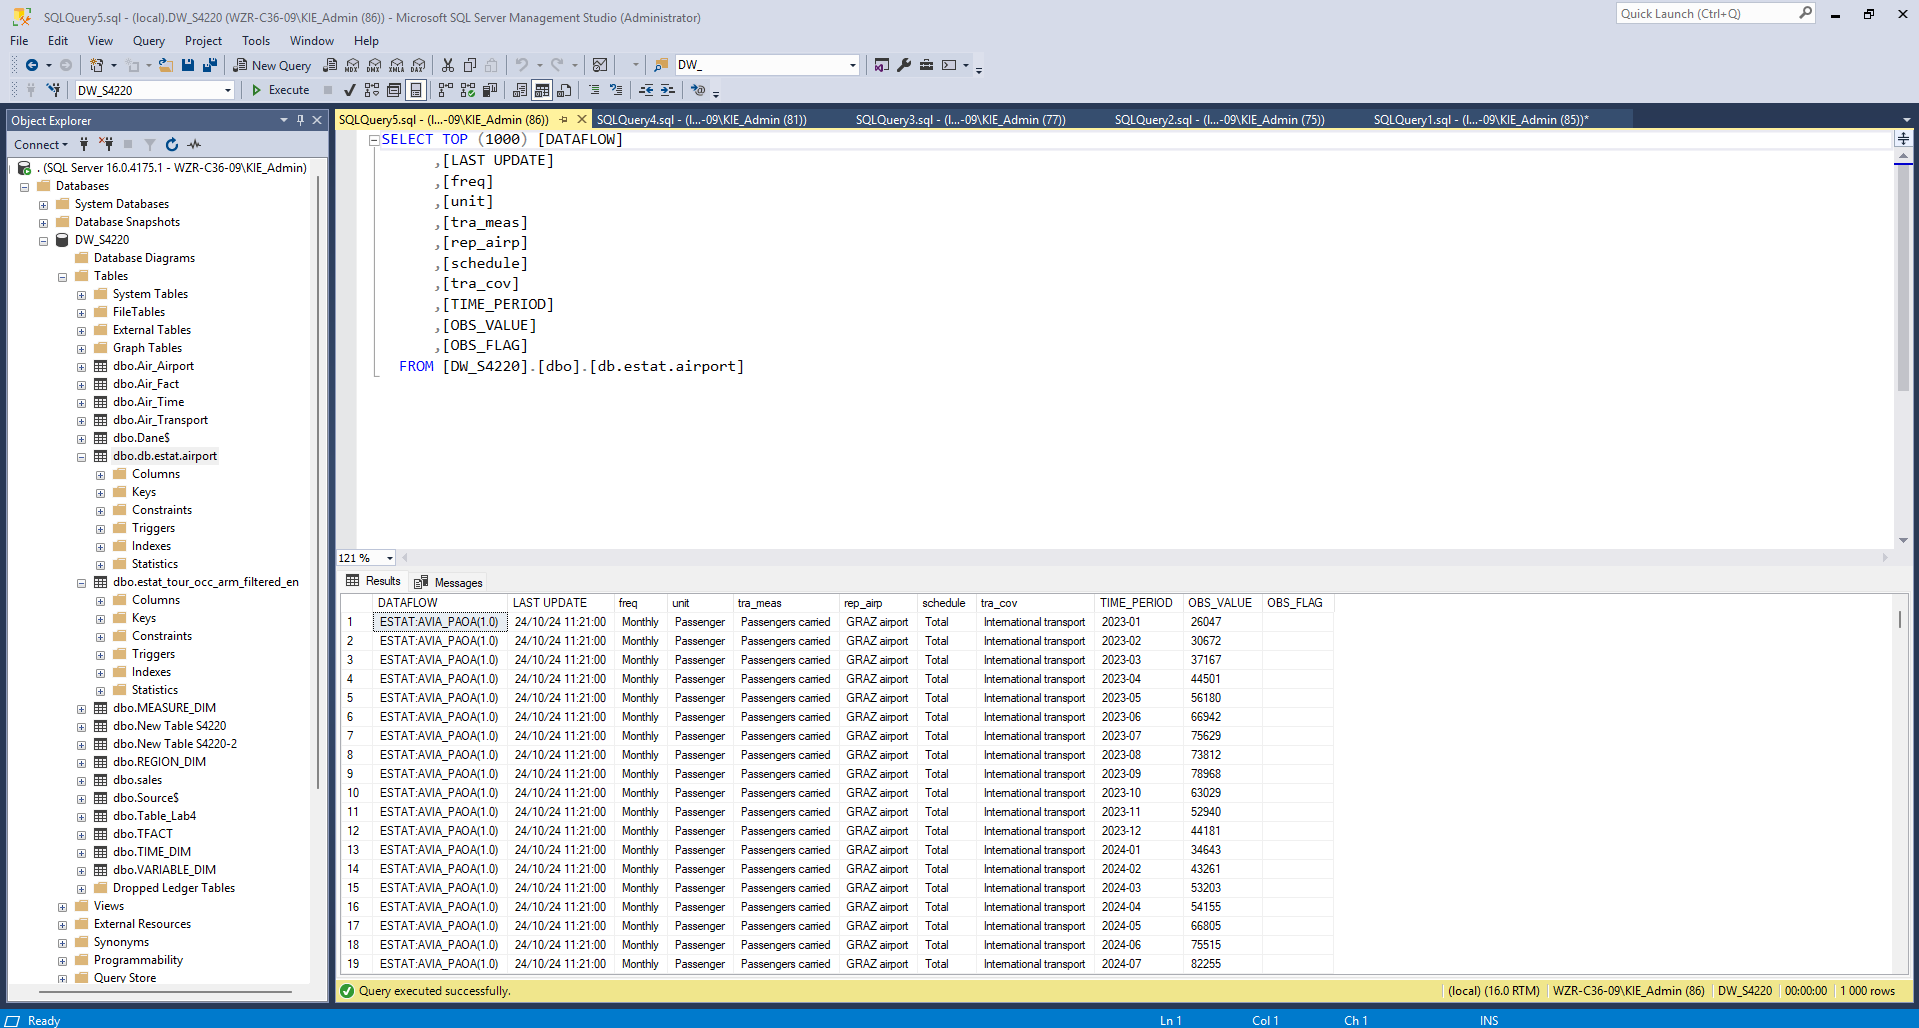 SQLQuery5.sql - (local).DW_S4220 (WZR-C36-09\KIE_Admin (86)) - Microsoft SQL Server Management Studio (Administrator)
Quick Launch (Ctrl+Q)
File Edit View Query Project Tools Window Help
New Query MDX DMX XMLA DAX DW_
DW_S4220 Execute
Object Explorer
Connect
. (SQL Server 16.0.4175.1 - WZR-C36-09\KIE_Admin)
Databases
System Databases
Database Snapshots
DW_S4220
Database Diagrams
Tables
System Tables
FileTables
External Tables
Graph Tables
dbo.Air_Airport
dbo.Air_Fact
dbo.Air_Time
dbo.Air_Transport
dbo.Dane$
dbo.db.estat.airport
Columns
Keys
Constraints
Triggers
Indexes
Statistics
dbo.estat_tour_occ_arm_filtered_en
Columns
Keys
Constraints
Triggers
Indexes
Statistics
dbo.MEASURE_DIM
dbo.New Table S4220
dbo.New Table S4220-2
dbo.REGION_DIM
dbo.sales
dbo.Source$
dbo.Table_Lab4
dbo.TFACT
dbo.TIME_DIM
dbo.VARIABLE_DIM
Dropped Ledger Tables
Views
External Resources
Synonyms
Programmability
Query Store
SQLQuery5.sql - (l...-09\KIE_Admin (86)) SQLQuery4.sql - (l...-09\KIE_Admin (81)) SQLQuery3.sql - (l...-09\KIE_Admin (77)) SQLQuery2.sql - (l...-09\KIE_Admin (75)) SQLQuery1.sql - (l...-09\KIE_Admin (85))*
SELECT TOP (1000) [DATAFLOW]
,[LAST UPDATE]
,[freq]
,[unit]
,[tra_meas]
,[rep_airp]
,[schedule]
,[tra_cov]
,[TIME_PERIOD]
,[OBS_VALUE]
,[OBS_FLAG]
FROM [DW_S4220].[dbo].[db.estat.airport]
121 %
Results Messages
DATAFLOW LAST UPDATE freq unit tra_meas rep_airp schedule tra_cov TIME_PERIOD OBS_VALUE OBS_FLAG
1 ESTAT:AVIA_PAOA(1.0) 24/10/24 11:21:00 Monthly Passenger Passengers carried GRAZ airport Total International transport 2023-01 26047
2 ESTAT:AVIA_PAOA(1.0) 24/10/24 11:21:00 Monthly Passenger Passengers carried GRAZ airport Total International transport 2023-02 30672
3 ESTAT:AVIA_PAOA(1.0) 24/10/24 11:21:00 Monthly Passenger Passengers carried GRAZ airport Total International transport 2023-03 37167
4 ESTAT:AVIA_PAOA(1.0) 24/10/24 11:21:00 Monthly Passenger Passengers carried GRAZ airport Total International transport 2023-04 44501
5 ESTAT:AVIA_PAOA(1.0) 24/10/24 11:21:00 Monthly Passenger Passengers carried GRAZ airport Total International transport 2023-05 56180
6 ESTAT:AVIA_PAOA(1.0) 24/10/24 11:21:00 Monthly Passenger Passengers carried GRAZ airport Total International transport 2023-06 66942
7 ESTAT:AVIA_PAOA(1.0) 24/10/24 11:21:00 Monthly Passenger Passengers carried GRAZ airport Total International transport 2023-07 75629
8 ESTAT:AVIA_PAOA(1.0) 24/10/24 11:21:00 Monthly Passenger Passengers carried GRAZ airport Total International transport 2023-08 73812
9 ESTAT:AVIA_PAOA(1.0) 24/10/24 11:21:00 Monthly Passenger Passengers carried GRAZ airport Total International transport 2023-09 78968
10 ESTAT:AVIA_PAOA(1.0) 24/10/24 11:21:00 Monthly Passenger Passengers carried GRAZ airport Total International transport 2023-10 63029
11 ESTAT:AVIA_PAOA(1.0) 24/10/24 11:21:00 Monthly Passenger Passengers carried GRAZ airport Total International transport 2023-11 52940
12 ESTAT:AVIA_PAOA(1.0) 24/10/24 11:21:00 Monthly Passenger Passengers carried GRAZ airport Total International transport 2023-12 44181
13 ESTAT:AVIA_PAOA(1.0) 24/10/24 11:21:00 Monthly Passenger Passengers carried GRAZ airport Total International transport 2024-01 34643
14 ESTAT:AVIA_PAOA(1.0) 24/10/24 11:21:00 Monthly Passenger Passengers carried GRAZ airport Total International transport 2024-02 43261
15 ESTAT:AVIA_PAOA(1.0) 24/10/24 11:21:00 Monthly Passenger Passengers carried GRAZ airport Total International transport 2024-03 53203
16 ESTAT:AVIA_PAOA(1.0) 24/10/24 11:21:00 Monthly Passenger Passengers carried GRAZ airport Total International transport 2024-04 54155
17 ESTAT:AVIA_PAOA(1.0) 24/10/24 11:21:00 Monthly Passenger Passengers carried GRAZ airport Total International transport 2024-05 66805
18 ESTAT:AVIA_PAOA(1.0) 24/10/24 11:21:00 Monthly Passenger Passengers carried GRAZ airport Total International transport 2024-06 75515
19 ESTAT:AVIA_PAOA(1.0) 24/10/24 11:21:00 Monthly Passenger Passengers carried GRAZ airport Total International transport 2024-07 82255
Query executed successfully. (local) (16.0 RTM) WZR-C36-09\KIE_Admin (86) DW_S4220 00:00:00 1 000 rows
Ready Ln 1 Col 1 Ch 1 INS